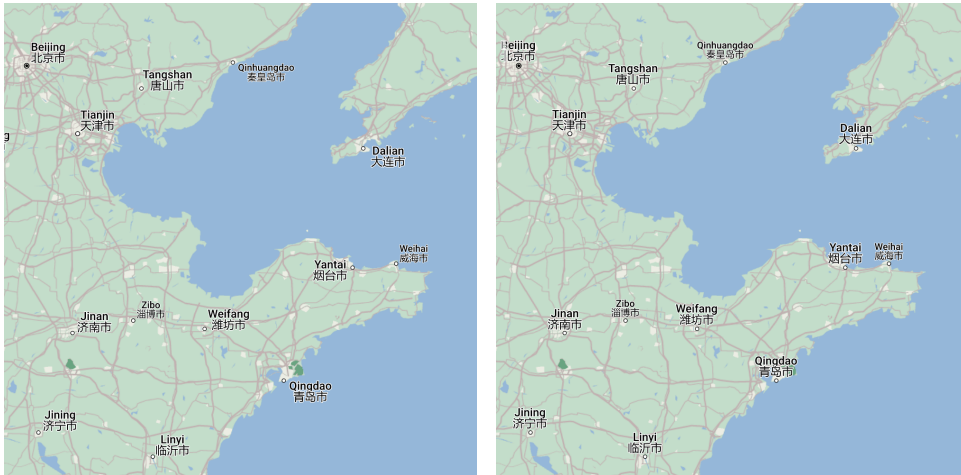 Beijing
北京市
Tangshan
唐山市
Qinhuangdao
秦皇岛市
Tianjin
天津市
g
Dalian
大连市
Weihai
威海市
Yantai
烟台市
Zibo
淄博市
Jinan
济南市
Weifang
潍坊市
Qingdao
青岛市
Jining
济宁市
Linyi
临沂市
Beijing
北京市
Tangshan
唐山市
Qinhuangdao
秦皇岛市
Tianjin
天津市
Dalian
大连市
Yantai
烟台市
Weihai
威海市
Zibo
淄博市
Jinan
济南市
Weifang
潍坊市
Qingdao
青岛市
Jining
济宁市
Linyi
临沂市